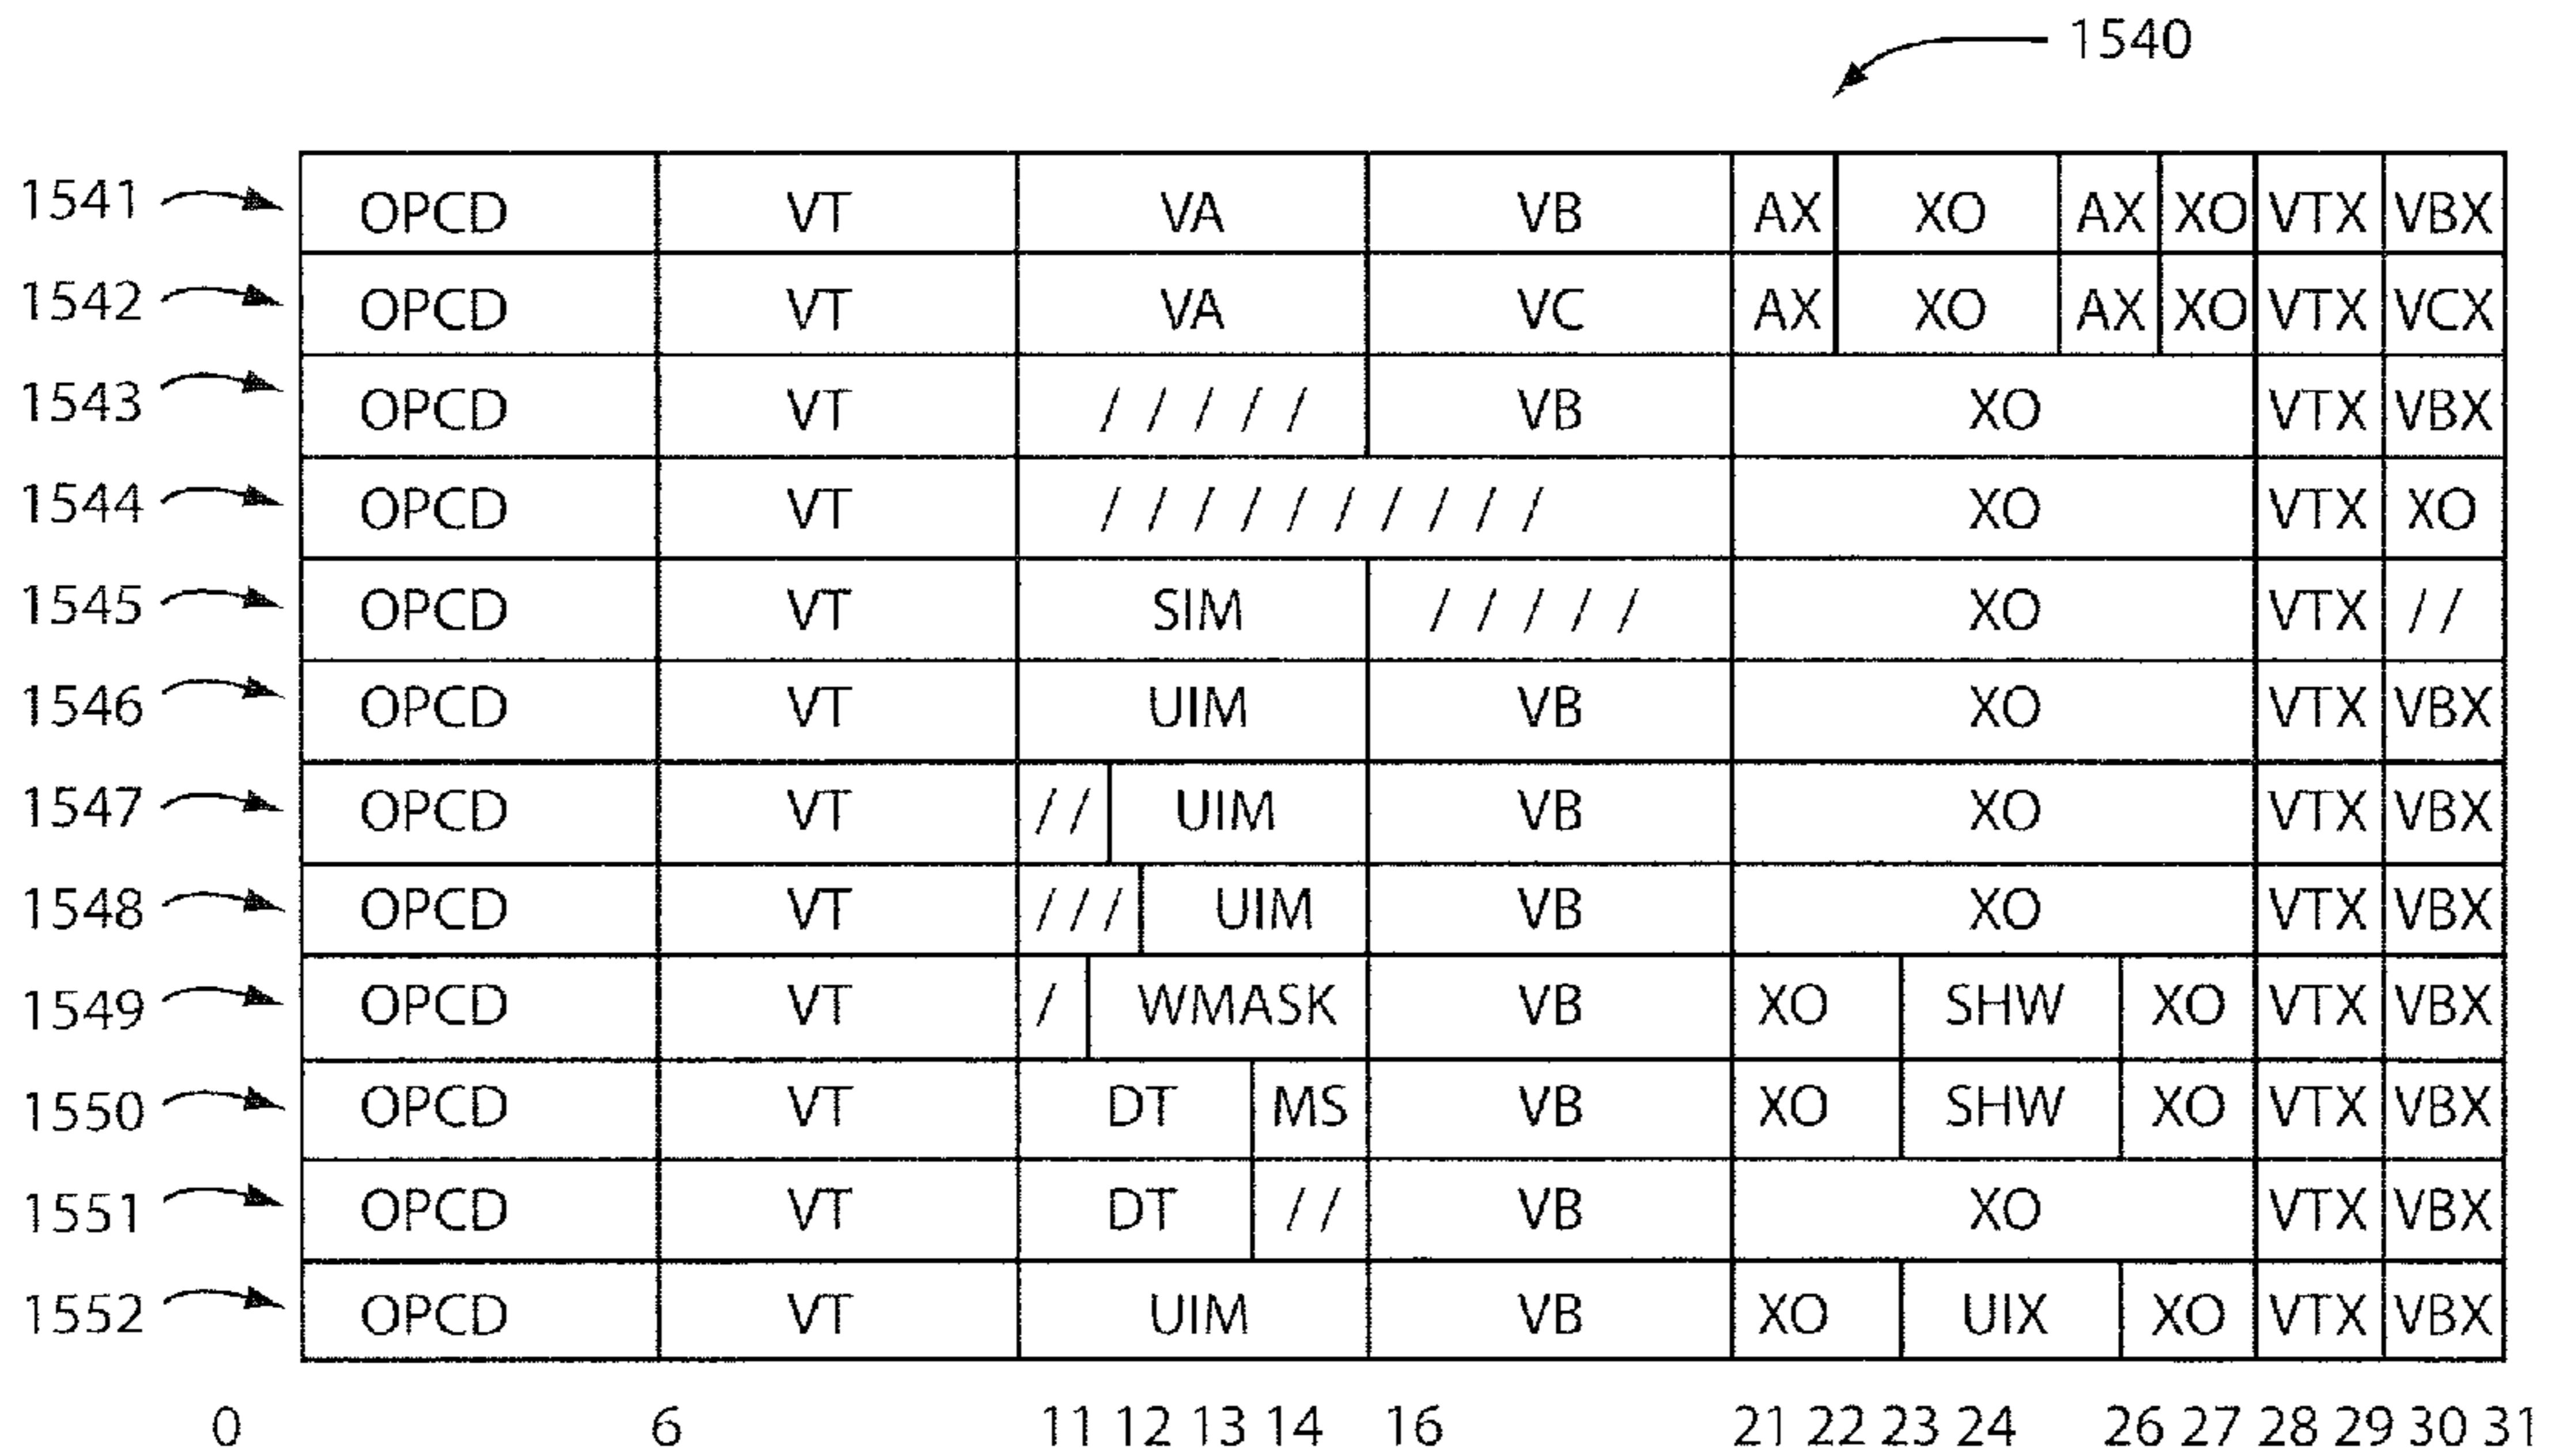 1540
1541 OPCD VT VA VB AX XO AX XO VTX VBX
1542 OPCD VT VA VC AX XO AX XO VTX VCX
1543 OPCD VT / / / / / VB XO VTX VBX
1544 OPCD VT / / / / / / / / / / XO VTX XO
1545 OPCD VT SIM / / / / / XO VTX / /
1546 OPCD VT UIM VB XO VTX VBX
1547 OPCD VT / / UIM VB XO VTX VBX
1548 OPCD VT / / / UIM VB XO VTX VBX
1549 OPCD VT / WMASK VB XO SHW XO VTX VBX
1550 OPCD VT DT MS VB XO SHW XO VTX VBX
1551 OPCD VT DT / / VB XO VTX VBX
1552 OPCD VT UIM VB XO UIX XO VTX VBX
0 6 11 12 13 14 16 21 22 23 24 26 27 28 29 30 31